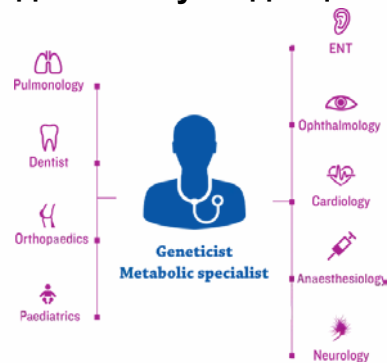 ENT
Pulmonology
Ophthalmology
Dentist
Cardiology
Orthopaedics
Geneticist
Metabolic specialist
Anaesthesiology
Paediatrics
Neurology